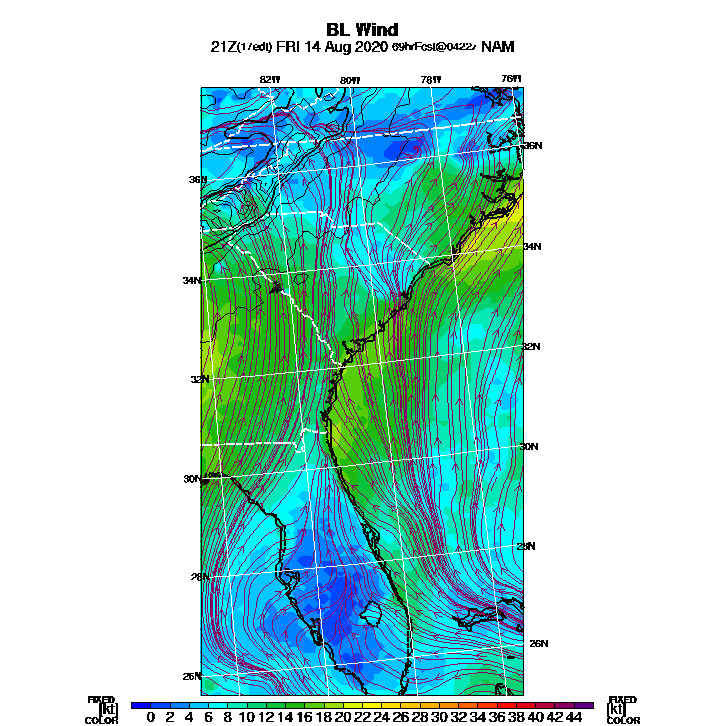 BL Wind
21Z(17edt) FRI 14 Aug 2020 69hrFcst@0422z NAM
82W 80W 78W 76W
36N 36N
34N 34N
32N 32N
30N 30N
28N 28N
26N 26N
FIXED FIXED
[kt] 0 2 4 6 8 10 12 14 16 18 20 22 24 26 28 30 32 34 36 38 40 42 44 [kt]
COLOR COLOR